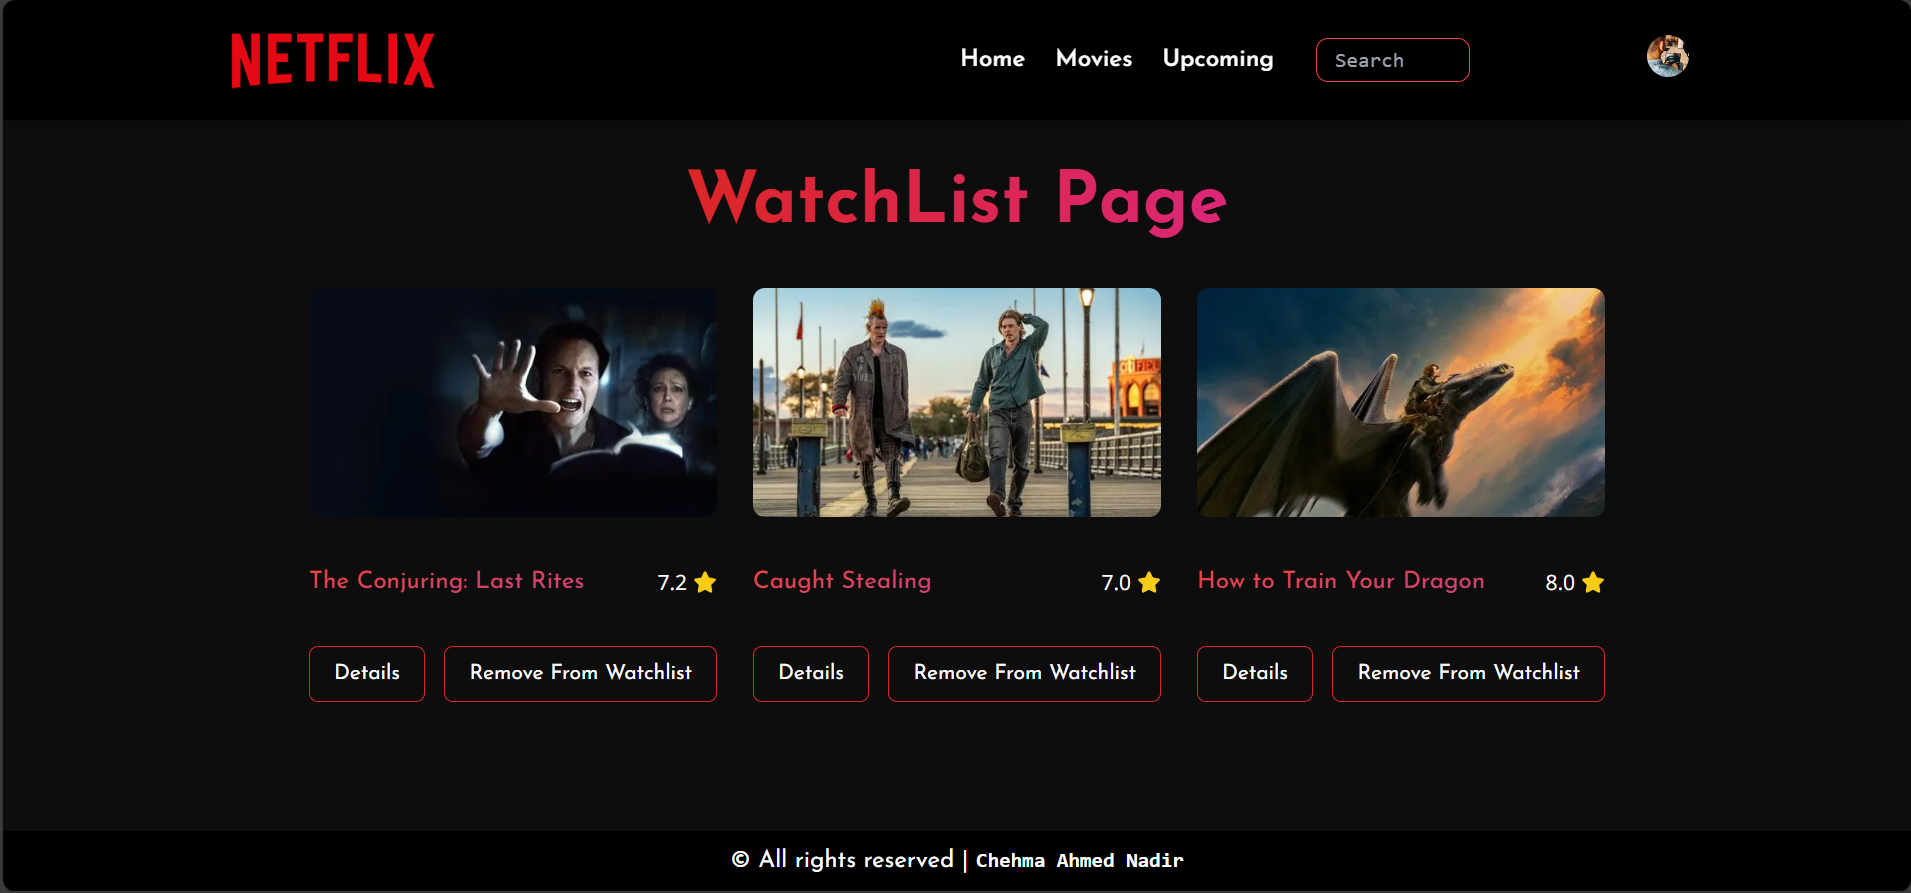 NETFLIX Home Movies Upcoming Search
WatchList Page
The Conjuring: Last Rites 7.2
Caught Stealing 7.0
How to Train Your Dragon 8.0
Details Remove From Watchlist
Details Remove From Watchlist
Details Remove From Watchlist
© All rights reserved | Chehma Ahmed Nadir